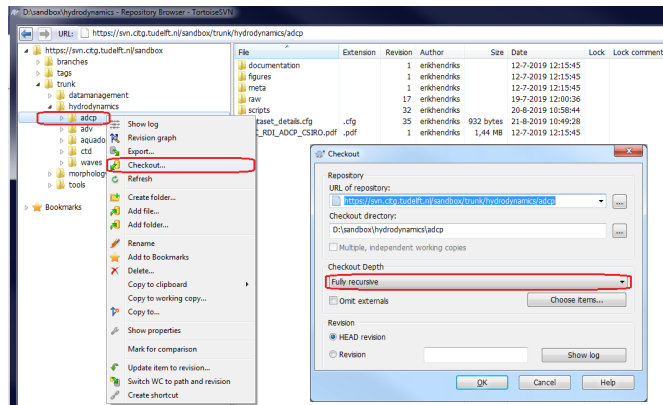 D:\sandbox\hydrodynamics - Repository Browser - TortoiseSVN
URL: https://svn.citg.tudelft.nl/sandbox/trunk/hydrodynamics/adcp
https://svn.citg.tudelft.nl/sandbox
branches
tags
trunk
datamanagement
hydrodynamics
adcp
adv
aquado
ctd
waves
morpholog
tools
Bookmarks
File Extension Revision Author Size Date Lock Lock comment
documentation 1 erikhendriks 12-7-2019 12:15:45
figures 1 erikhendriks 12-7-2019 12:15:45
meta 1 erikhendriks 12-7-2019 12:15:45
raw 17 erikhendriks 19-7-2019 12:00:36
scripts 32 erikhendriks 20-8-2019 10:58:44
taset_details.cfg .cfg 35 erikhendriks 932 bytes 21-8-2019 10:49:28
C_RDI_ADCP_CSIRO.pdf .pdf 1 erikhendriks 1,44 MB 12-7-2019 12:15:45
Show log
Revision graph
Export...
Checkout...
Refresh
Create folder...
Add file...
Add folder...
Rename
Add to Bookmarks
Delete...
Copy to clipboard
Copy to working copy...
Copy to...
Show properties
Mark for comparison
Update item to revision...
Switch WC to path and revision
Create shortcut
Checkout
Repository
URL of repository:
https://svn.citg.tudelft.nl/sandbox/trunk/hydrodynamics/adcp
...
Checkout directory:
D:\sandbox\hydrodynamics\adcp
...
Multiple, independent working copies
Checkout Depth
Fully recursive
Omit externals Choose items...
Revision
HEAD revision
Revision Show log
OK Cancel Help